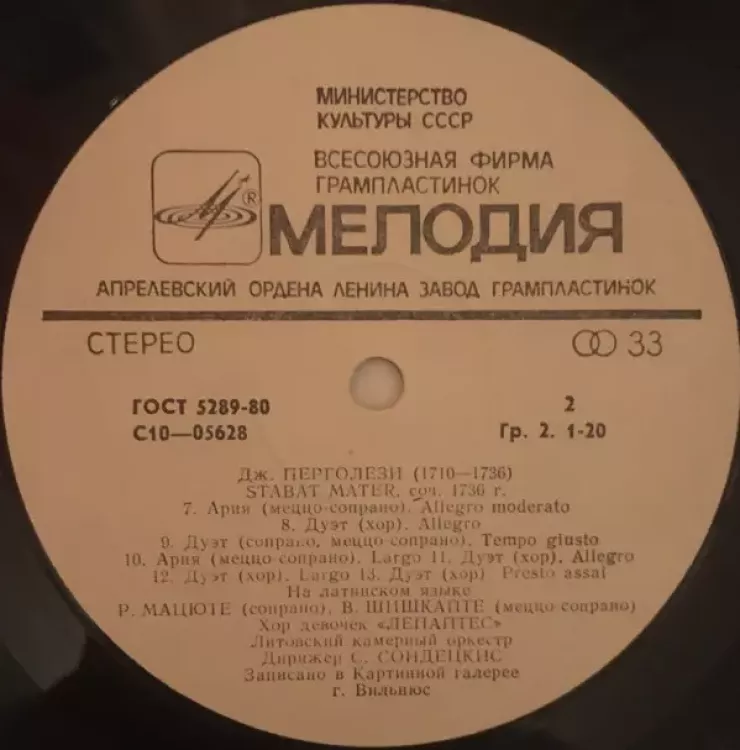 МИНИСТЕРСТВО
КУЛЬТУРЫ СССР
ВСЕСОЮЗНАЯ ФИРМА
ГРАМПЛАСТИНОК
® МЕЛОДИЯ
АПРЕЛЕВСКИЙ ОРДЕНА ЛЕНИНА ЗАВОД ГРАМПЛАСТИНОК
СТЕРЕО 33
ГОСТ 5289-80 2
С10—05628 Гр. 2. 1-20
Дж. ПЕРГОЛЕЗИ (1710—1736)
STABAT MATER, соч. 1736 г.
7. Ария (меццо-сопрано). Allegro moderato
8. Дуэт (хор). Allegro
9. Дуэт (сопрано, меццо-сопрано). Tempo giusto
10. Ария (меццо-сопрано). Largo 11. Дуэт (хор). Allegro
12. Дуэт (хор). Largo 13. Дуэт (хор). Presto assai
На латинском языке
Р. МАЦЮТЕ (сопрано), В. ШИШКАЙТЕ (меццо-сопрано)
Хор девочек «ЛЕПАЙТЕС»
Литовский камерный оркестр
Дирижер С. СОНДЕЦКИС
Записано в Картинной галерее
г. Вильнюс